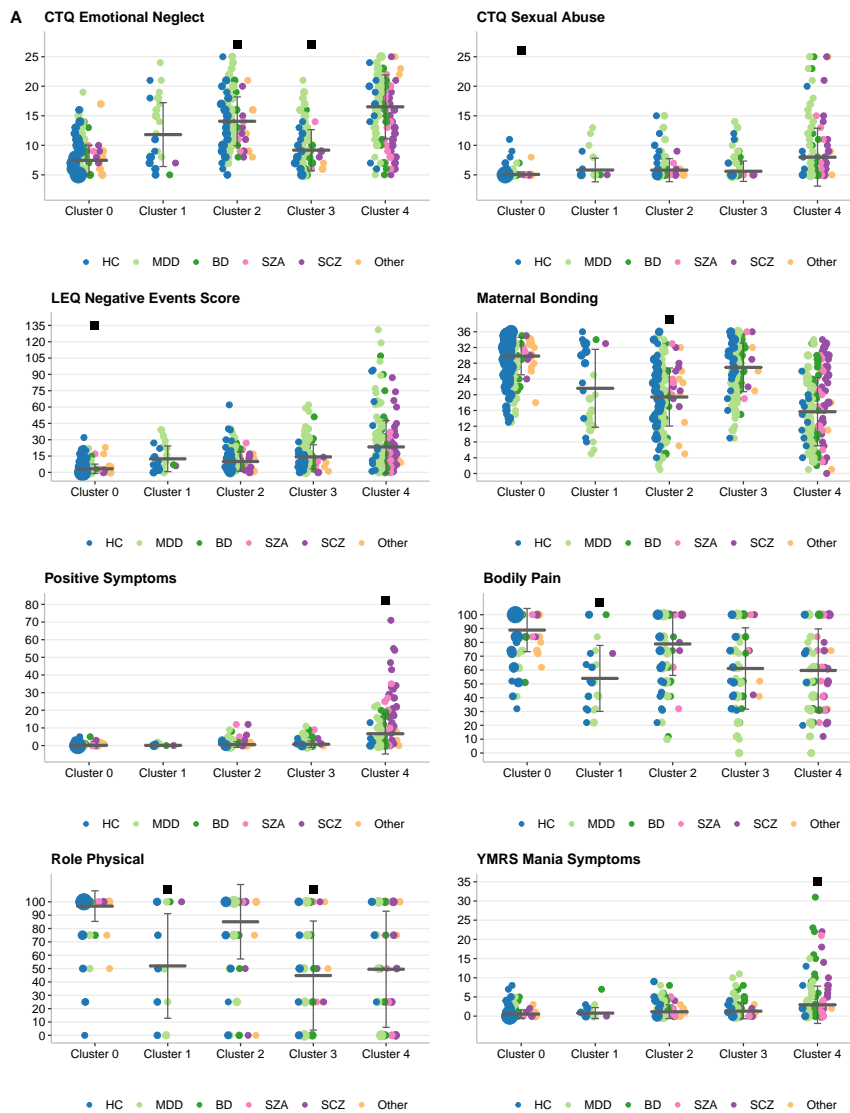 A
CTQ Emotional Neglect
25
20
15
10
5
Cluster 0 Cluster 1 Cluster 2 Cluster 3 Cluster 4
HC MDD BD SZA SCZ Other
CTQ Sexual Abuse
25
20
15
10
5
Cluster 0 Cluster 1 Cluster 2 Cluster 3 Cluster 4
HC MDD BD SZA SCZ Other
LEQ Negative Events Score
135
120
105
90
75
60
45
30
15
0
Cluster 0 Cluster 1 Cluster 2 Cluster 3 Cluster 4
HC MDD BD SZA SCZ Other
Maternal Bonding
36
32
28
24
20
16
12
8
4
0
Cluster 0 Cluster 1 Cluster 2 Cluster 3 Cluster 4
HC MDD BD SZA SCZ Other
Positive Symptoms
80
70
60
50
40
30
20
10
0
Cluster 0 Cluster 1 Cluster 2 Cluster 3 Cluster 4
HC MDD BD SZA SCZ Other
Bodily Pain
100
90
80
70
60
50
40
30
20
10
0
Cluster 0 Cluster 1 Cluster 2 Cluster 3 Cluster 4
HC MDD BD SZA SCZ Other
Role Physical
100
90
80
70
60
50
40
30
20
10
0
Cluster 0 Cluster 1 Cluster 2 Cluster 3 Cluster 4
HC MDD BD SZA SCZ Other
YMRS Mania Symptoms
35
30
25
20
15
10
5
0
Cluster 0 Cluster 1 Cluster 2 Cluster 3 Cluster 4
HC MDD BD SZA SCZ Other